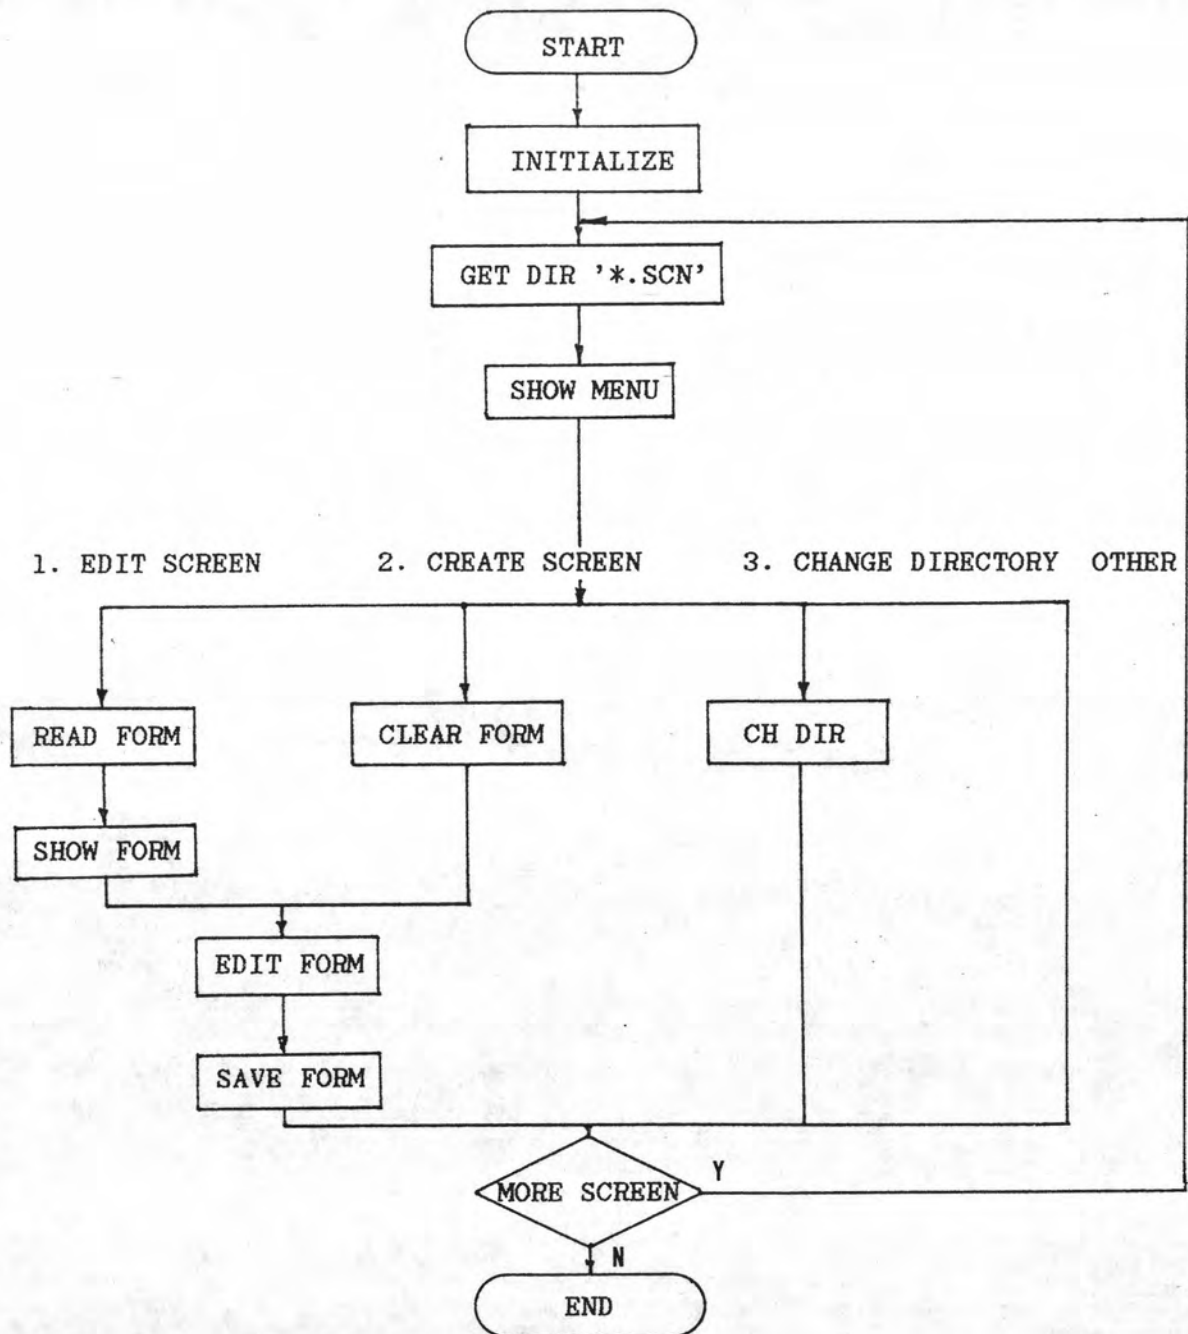 START
INITIALIZE
GET DIR '*.SCN'
SHOW MENU
1. EDIT SCREEN 2. CREATE SCREEN 3. CHANGE DIRECTORY OTHER
READ FORM CLEAR FORM CH DIR
SHOW FORM
EDIT FORM
SAVE FORM
MORE SCREEN Y
N
END